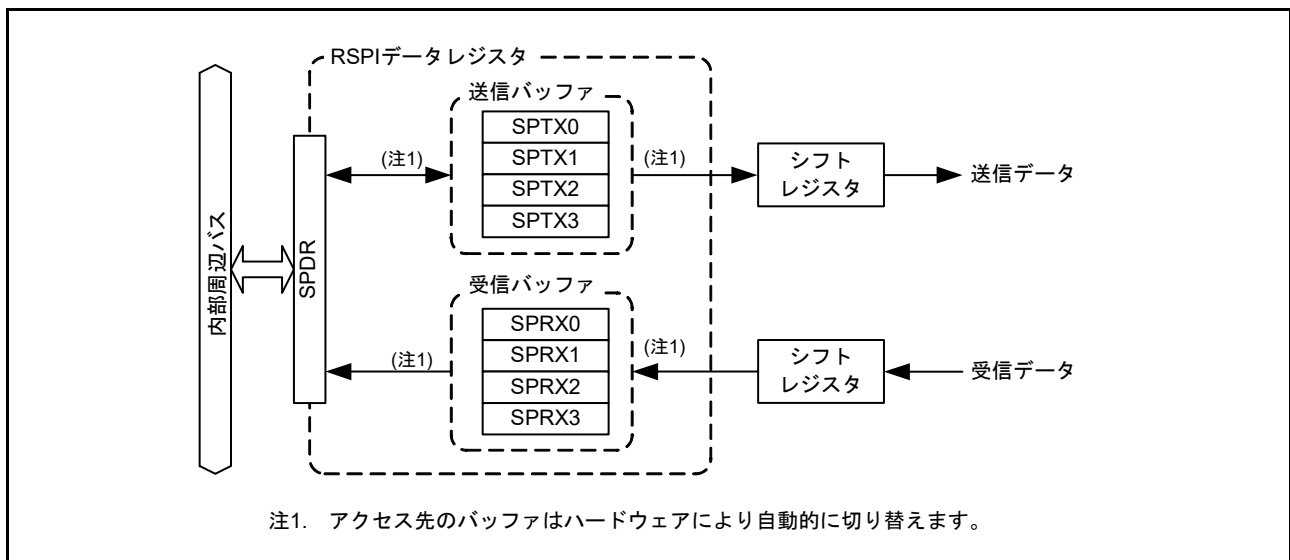 RSPIデータレジスタ
送信バッファ
SPTX0
SPTX1
SPTX2
SPTX3
(注1)
(注1)
シフト
レジスタ
送信データ
内部周辺バス
SPDR
受信バッファ
SPRX0
SPRX1
SPRX2
SPRX3
(注1)
(注1)
シフト
レジスタ
受信データ
注1. アクセス先のバッファはハードウェアにより自動的に切り替えます。